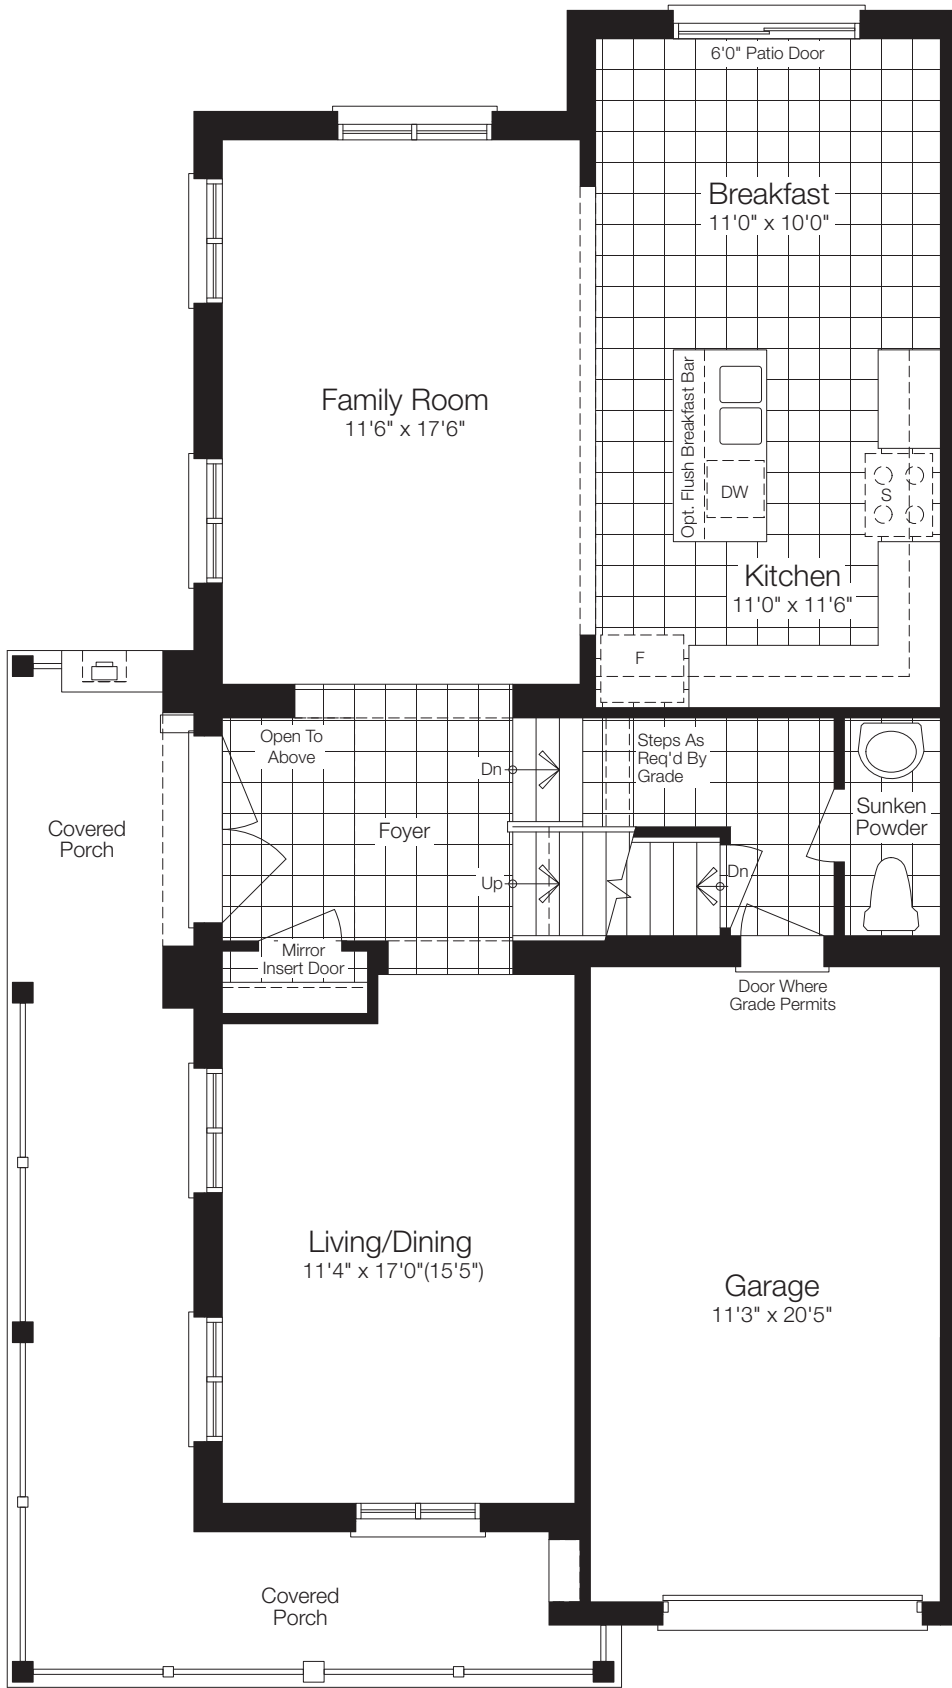 6'0" Patio Door
Breakfast
11'0" x 10'0"
Family Room
11'6" x 17'6"
Opt. Flush Breakfast Bar
DW
S
Kitchen
11'0" x 11'6"
F
Open To
Above
Dn
Steps As
Req'd By
Grade
Covered
Porch
Foyer
Sunken
Powder
Up
Dn
Mirror
Insert Door
Door Where
Grade Permits
Living/Dining
11'4" x 17'0"(15'5")
Garage
11'3" x 20'5"
Covered
Porch